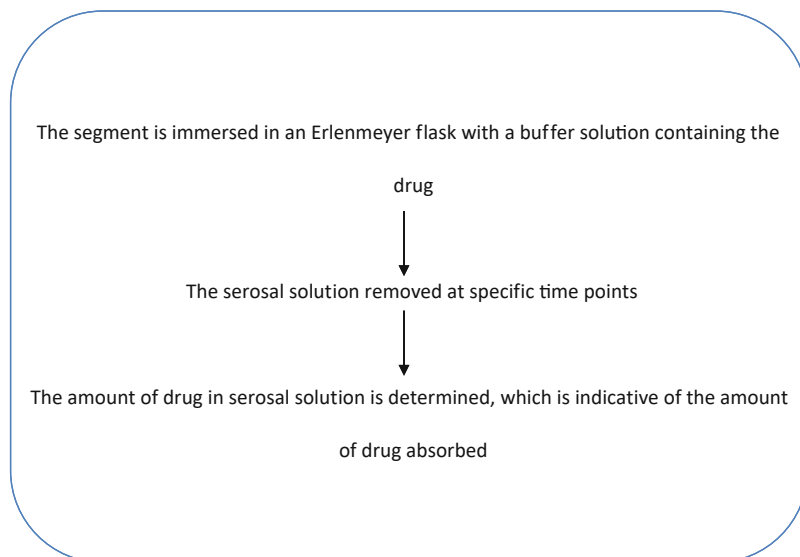 The segment is immersed in an Erlenmeyer flask with a buffer solution containing the
drug
The serosal solution removed at specific time points
The amount of drug in serosal solution is determined, which is indicative of the amount
of drug absorbed